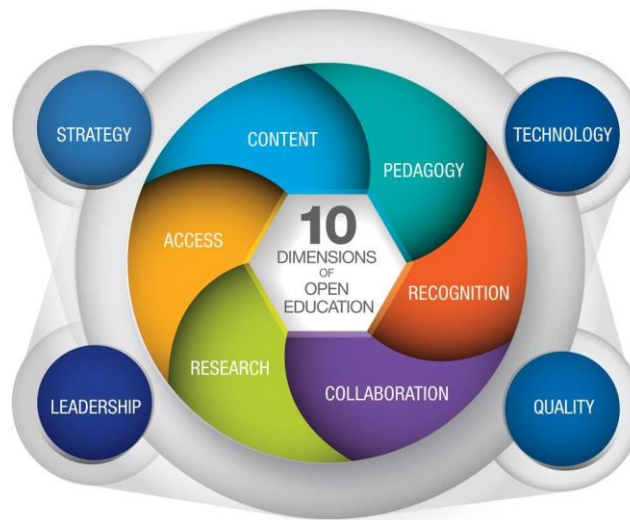 STRATEGY
TECHNOLOGY
CONTENT
PEDAGOGY
ACCESS
10
DIMENSIONS
OF
OPEN
EDUCATION
RECOGNITION
RESEARCH
COLLABORATION
LEADERSHIP
QUALITY